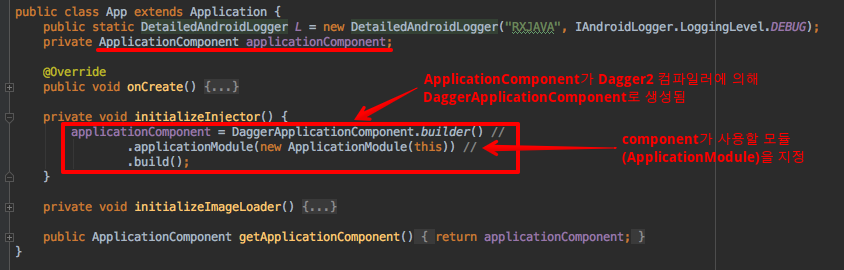 public class App extends Application {
public static DetailedAndroidLogger L = new DetailedAndroidLogger("RXJAVA", IAndroidLogger.LoggingLevel.DEBUG);
private ApplicationComponent applicationComponent;
@Override
public void onCreate() {...}
ApplicationComponent가 Dagger2 컴파일러에 의해
DaggerApplicationComponent로 생성됨
private void initializeInjector() {
applicationComponent = DaggerApplicationComponent.builder() //
.applicationModule(new ApplicationModule(this)) //
.build();
component가 사용할 모듈
(ApplicationModule)을 지정
}
private void initializeImageLoader() {...}
public ApplicationComponent getApplicationComponent() { return applicationComponent; }
}